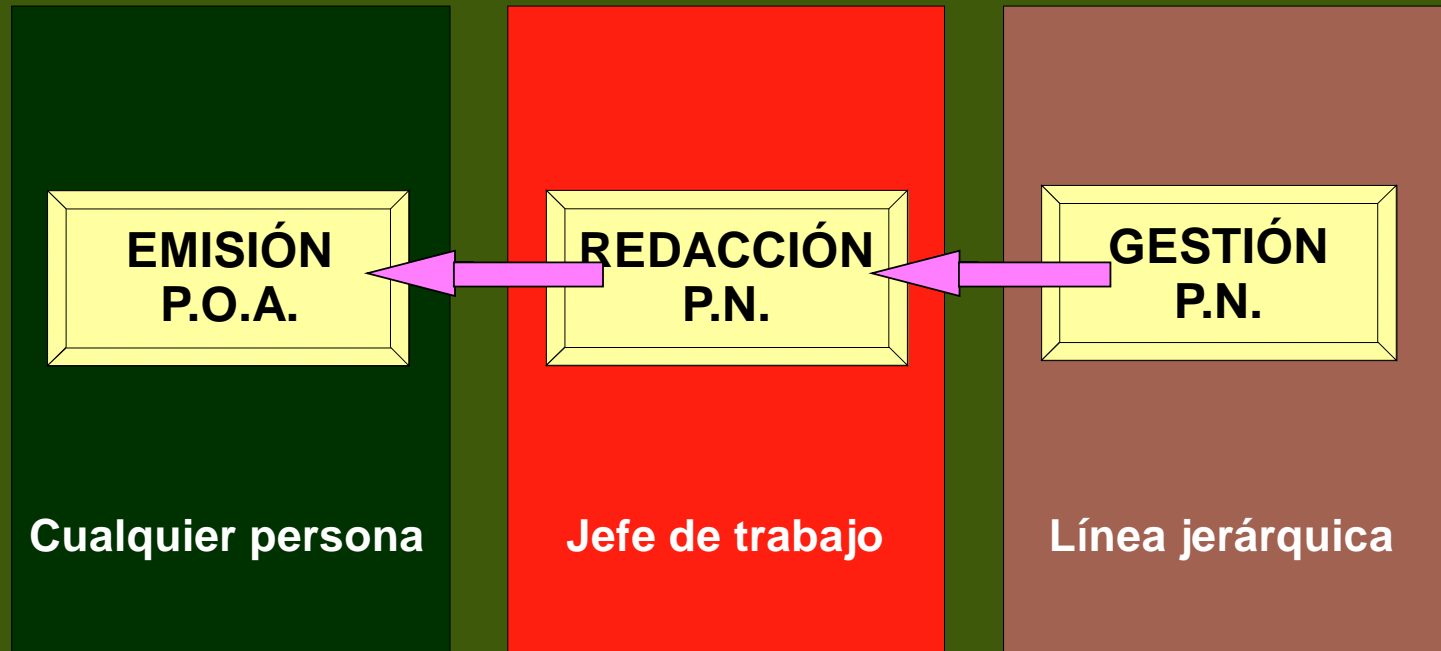 EMISIÓN
P.O.A.
Cualquier persona
REDACCIÓN
P.N.
Jefe de trabajo
GESTIÓN
P.N.
Línea jerárquica